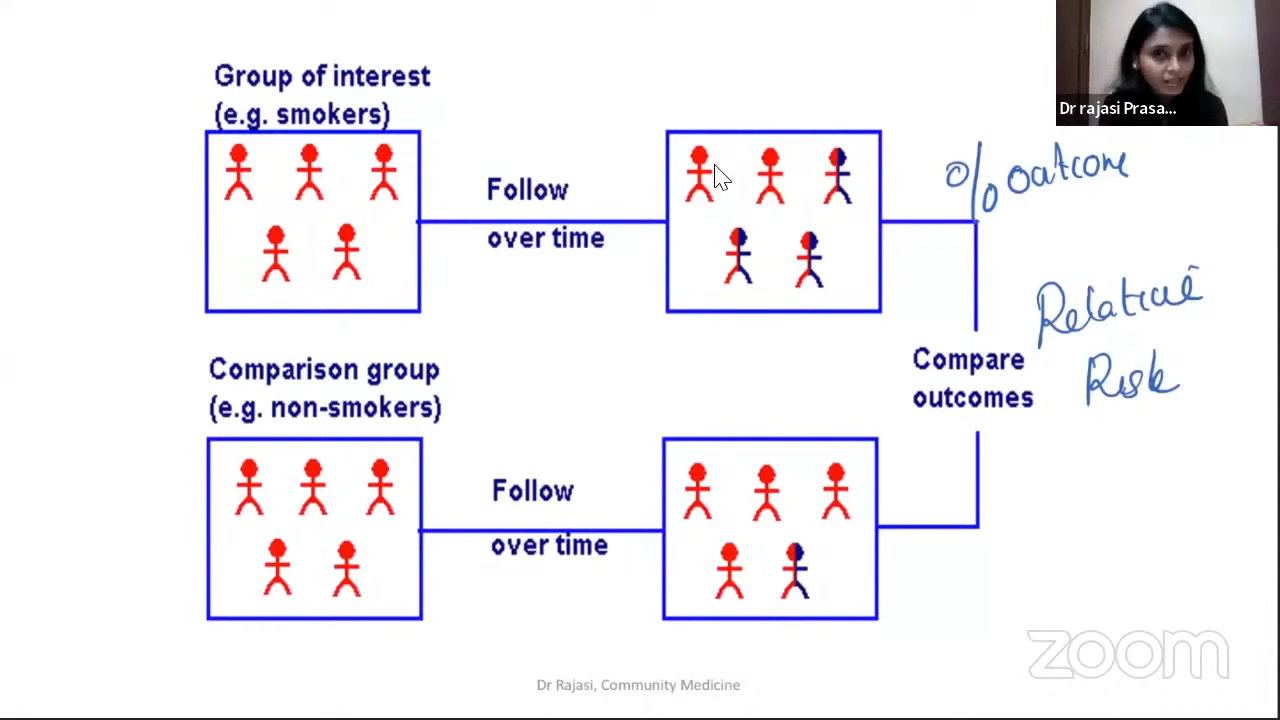 Group of interest
(e.g. smokers)
Follow
over time
Dr rajasi Prasa...
% outcome
Relative
Risk
Compare
outcomes
Comparison group
(e.g. non-smokers)
Follow
over time
zoom
Dr Rajasi, Community Medicine